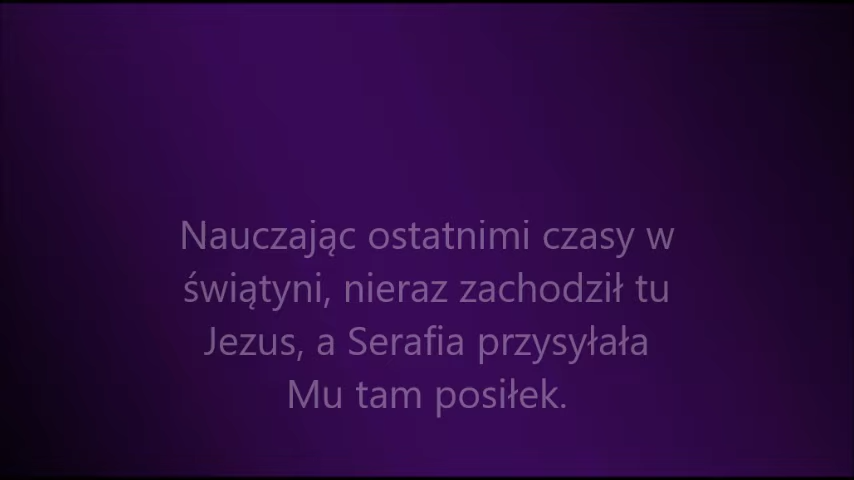 Nauczając ostatnimi czasy w
świątyni, nieraz zachodził tu
Jezus, a Serafia przysyłała
Mu tam posiłek.